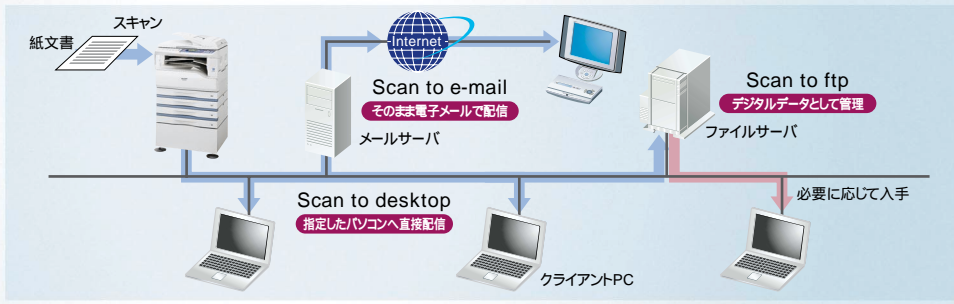 スキャン
紙文書
Internet
Scan to e-mail
そのまま電子メールで配信
メールサーバ
Scan to ftp
デジタルデータとして管理
ファイルサーバ
必要に応じて入手
Scan to desktop
指定したパソコンへ直接配信
クライアントPC